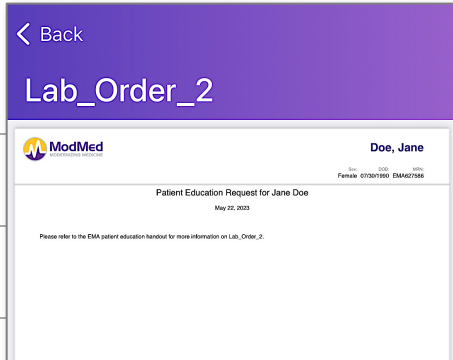 Back
Lab_Order_2
ModMed
MODERNIZING MEDICINE
Doe, Jane
Sex: DOB: MRN:
Female 07/30/1990 EMA627586
Patient Education Request for Jane Doe
May 22, 2023
Please refer to the EMA patient education handout for more information on Lab_Order_2.